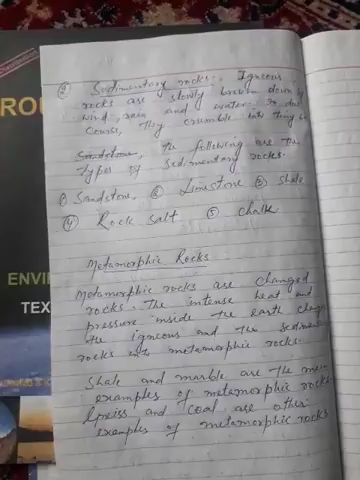 ② Sedimentory rocks:- Igneous
rocks are slowly broken down by
wind, rain and water. In due
course, they crumble into tiny
Sandstone, the following are the
types of sedimentary rocks.
① Sandstone, ② Limestone ③ Shale
④ Rock salt ⑤ Chalk
Metamorphic Rocks
Metamorphic rocks are changed
rocks. The intense heat and
pressure inside the earth change
the igneous and the sediment
rocks into metamorphic rocks.
Shale and marble are the main
examples of metamorphic rocks
Gneiss and coal are other
examples of metamorphic rocks
RO
ENVI
TEX